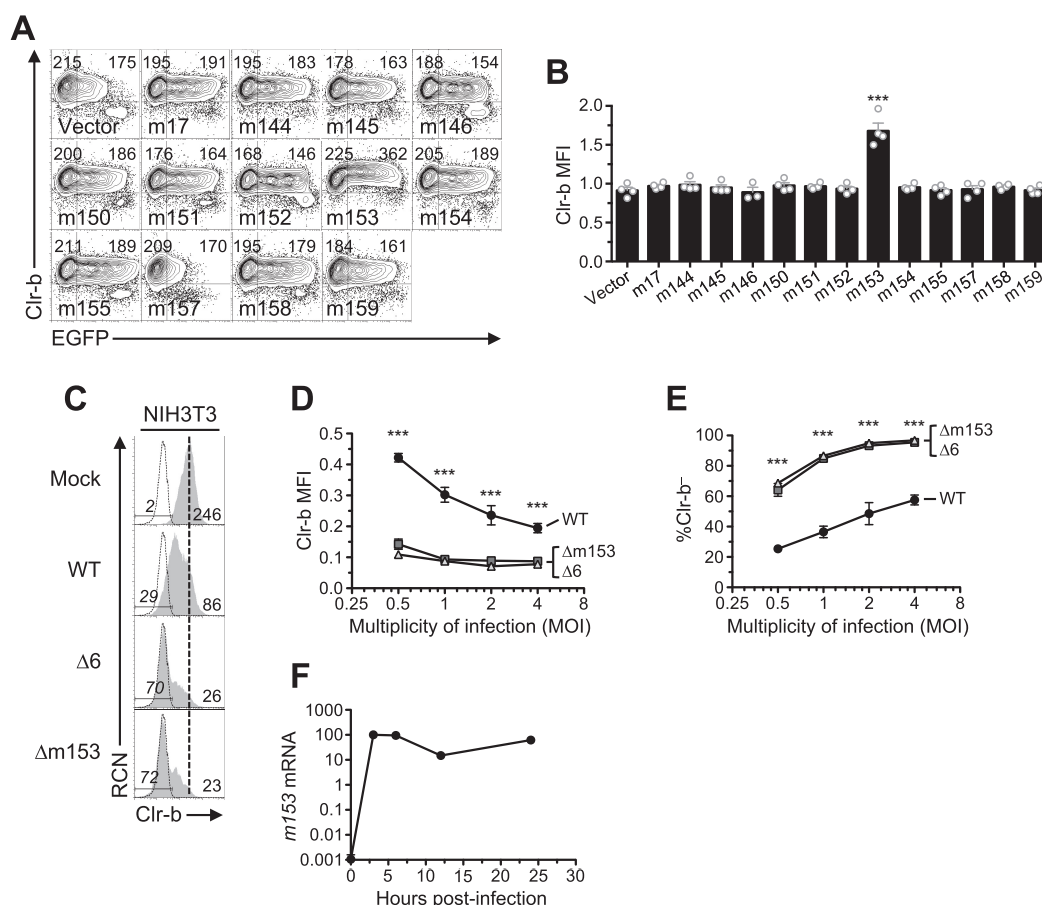 A
Clr-b
215 175
Vector
195 191
m17
195 183
m144
178 163
m145
188 154
m146
200 186
m150
176 164
m151
168 146
m152
225 362
m153
205 189
m154
211 189
m155
209 170
m157
195 179
m158
184 161
m159
EGFP
B
Clr-b MFI
2.0
1.5
1.0
0.5
0.0
***
Vector
m17
m144
m145
m146
m150
m151
m152
m153
m154
m155
m157
m158
m159
C
NIH3T3
Mock
2
246
WT
29
86
Δ6
70
26
Δm153
72
23
RCN
Clr-b
D
Clr-b MFI
0.5
0.4
0.3
0.2
0.1
0.0
*** *** *** ***
WT
Δm153
Δ6
0.25 0.5 1 2 4 8
Multiplicity of infection (MOI)
E
%Clr-b–
100
80
60
40
20
0
*** *** *** ***
Δm153
Δ6
WT
0.25 0.5 1 2 4 8
Multiplicity of infection (MOI)
F
m153 mRNA
1000
100
10
1
0.1
0.01
0.001
0 5 10 15 20 25 30
Hours post-infection